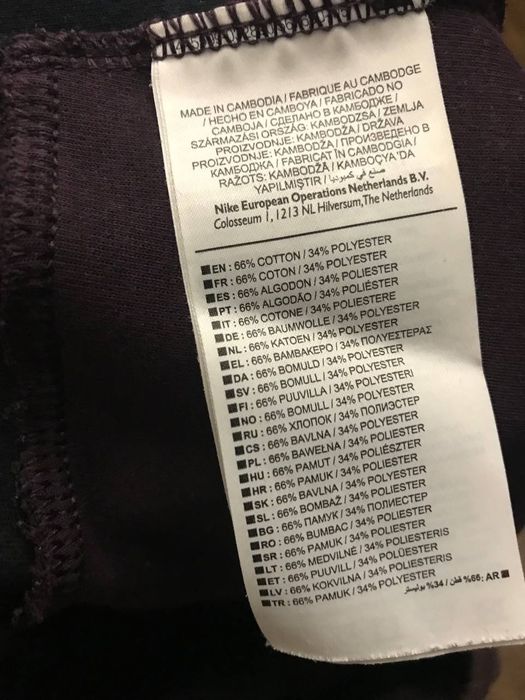 MADE IN CAMBODIA / FABRIQUE AU CAMBODGE
/ HECHO EN CAMBOYA / FABRICADO NO
CAMBOJA / СДЕЛАНО В КАМБОДЖЕ /
SZÁRMAZÁSI ORSZÁG: KAMBODZSA / ZEMLJA
PROIZVODNJE: KAMBODŽA / DRŽAVA
PROIZVODNJE: KAMBODŽA / ПРОИЗВЕДЕНО В
КАМБОДЖА / FABRICAT ÎN CAMBODGIA /
RAŽOTS: KAMBODŽĀ / KAMBOÇYA'DA
YAPILMIŞTIR / صنع في كمبوديا
Nike European Operations Netherlands B.V.
Colosseum 1, 1213 NL Hilversum, The Netherlands
EN : 66% COTTON / 34% POLYESTER
FR : 66% COTON / 34% POLYESTER
ES : 66% ALGODON / 34% POLIESTER
PT : 66% ALGODÃO / 34% POLIÉSTER
IT : 66% COTONE / 34% POLIESTERE
DE : 66% BAUMWOLLE / 34% POLYESTER
NL : 66% KATOEN / 34% POLYESTER
EL : 66% ΒΑΜΒΑΚΕΡΟ / 34% ΠΟΛΥΕΣΤΕΡΑΣ
DA : 66% BOMULD / 34% POLYESTER
SV : 66% BOMULL / 34% POLYESTER
FI : 66% PUUVILLA / 34% POLYESTERI
NO : 66% BOMULL / 34% POLYESTER
RU : 66% ХЛОПОК / 34% ПОЛИЭСТЕР
CS : 66% BAVLNA / 34% POLYESTER
PL : 66% BAWEŁNA / 34% POLIESTER
HU : 66% PAMUT / 34% POLIÉSZTER
HR : 66% PAMUK / 34% POLIESTER
SK : 66% BAVLNA / 34% POLYESTER
SL : 66% BOMBAŽ / 34% POLIESTER
BG : 66% ПАМУК / 34% ПОЛИЕСТЕР
RO : 66% BUMBAC / 34% POLIESTER
SR : 66% PAMUK / 34% POLIESTER
LT : 66% MEDVILNĖ / 34% POLIESTERIS
ET : 66% PUUVILL / 34% POLÜESTER
LV : 66% KOKVILNA / 34% POLIESTERIS
TR : 66% PAMUK / 34% POLYESTER
AR : 66% قطن / 34% بوليستر